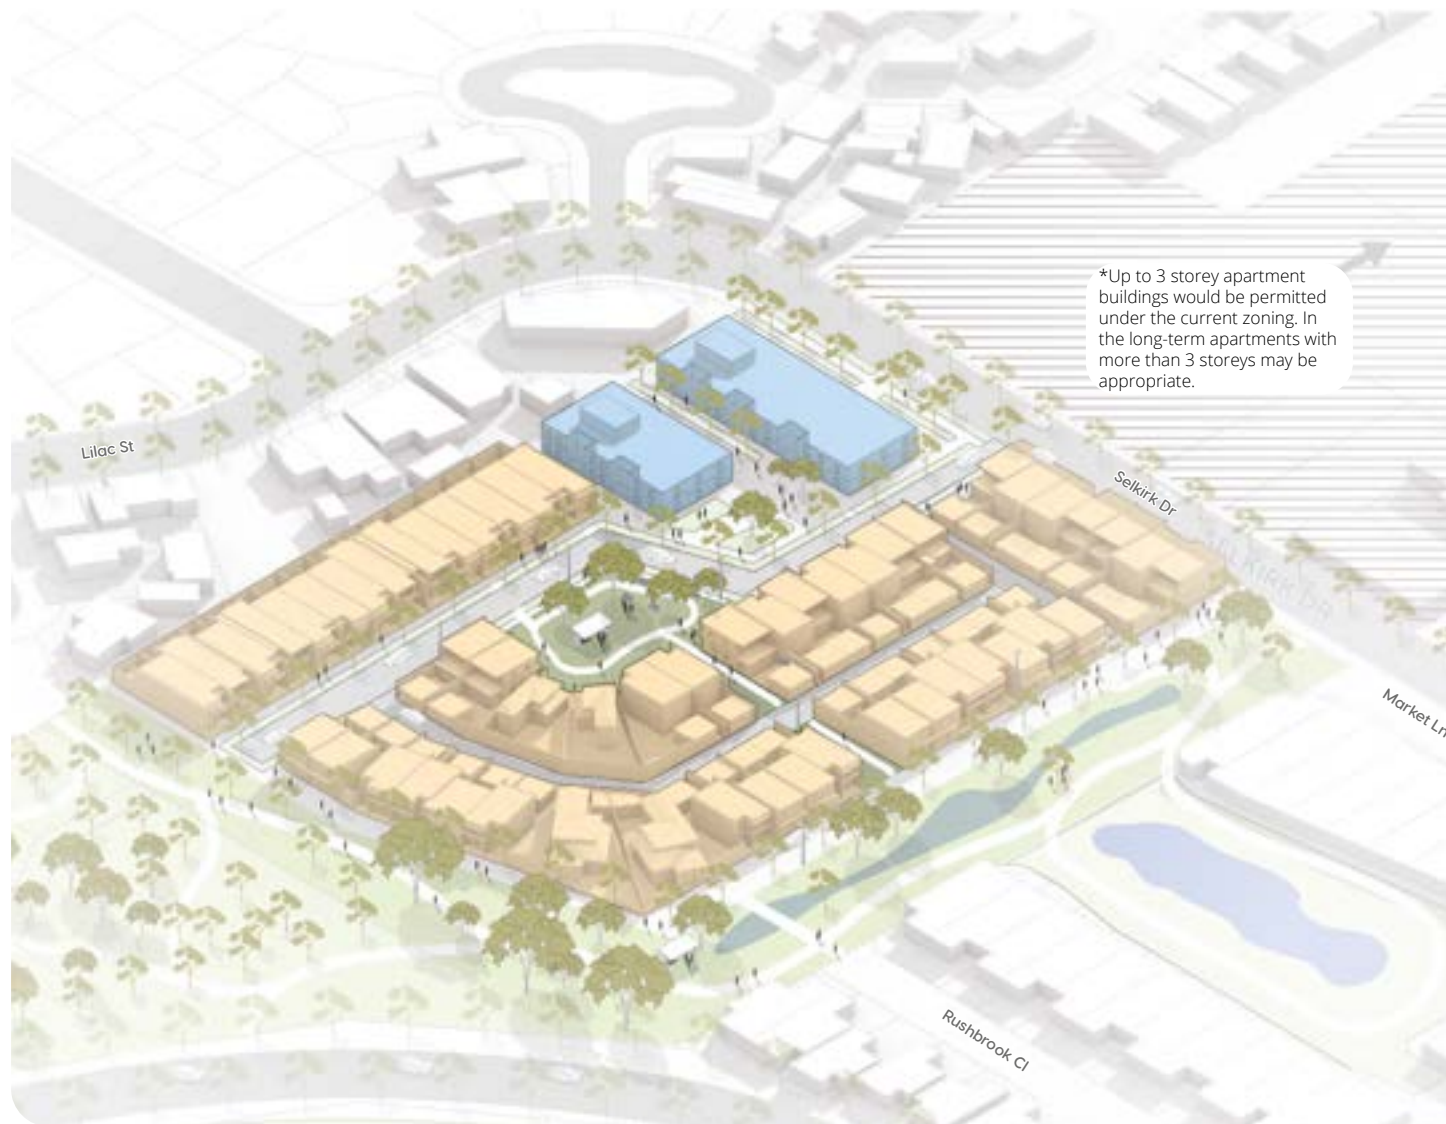 *Up to 3 storey apartment
buildings would be permitted
under the current zoning. In
the long-term apartments with
more than 3 storeys may be
appropriate.
Lilac St
Selkirk Dr
Market Ln
Rushbrook Cl